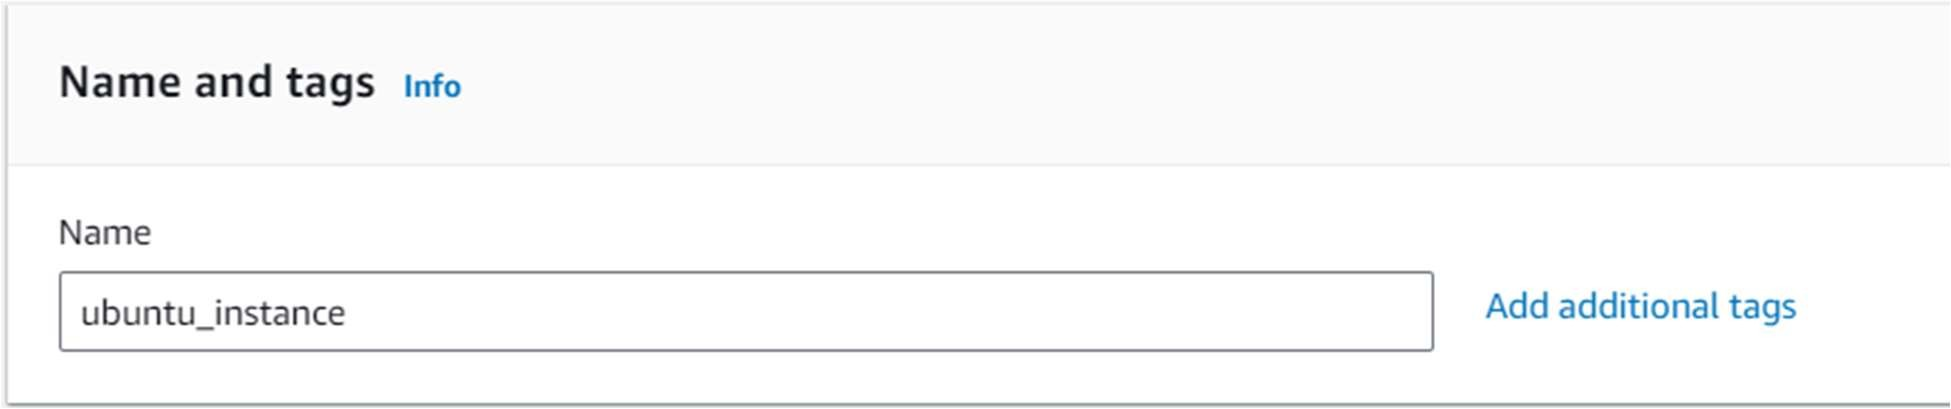 Name and tags Info
Name
ubuntu_instance
Add additional tags